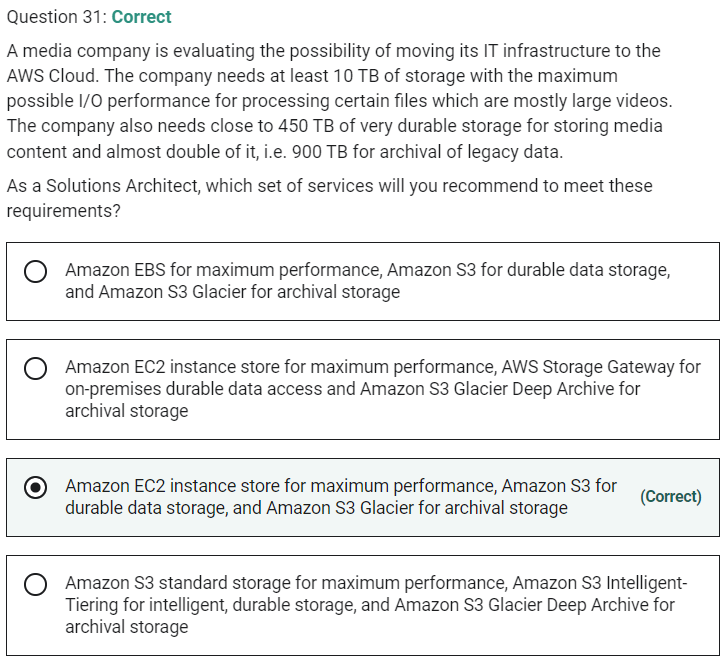 Question 31: Correct
A media company is evaluating the possibility of moving its IT infrastructure to the
AWS Cloud. The company needs at least 10 TB of storage with the maximum
possible I/O performance for processing certain files which are mostly large videos.
The company also needs close to 450 TB of very durable storage for storing media
content and almost double of it, i.e. 900 TB for archival of legacy data.
As a Solutions Architect, which set of services will you recommend to meet these
requirements?
Amazon EBS for maximum performance, Amazon S3 for durable data storage,
and Amazon S3 Glacier for archival storage
Amazon EC2 instance store for maximum performance, AWS Storage Gateway for
on-premises durable data access and Amazon S3 Glacier Deep Archive for
archival storage
Amazon EC2 instance store for maximum performance, Amazon S3 for
durable data storage, and Amazon S3 Glacier for archival storage
(Correct)
Amazon S3 standard storage for maximum performance, Amazon S3 Intelligent-
Tiering for intelligent, durable storage, and Amazon S3 Glacier Deep Archive for
archival storage